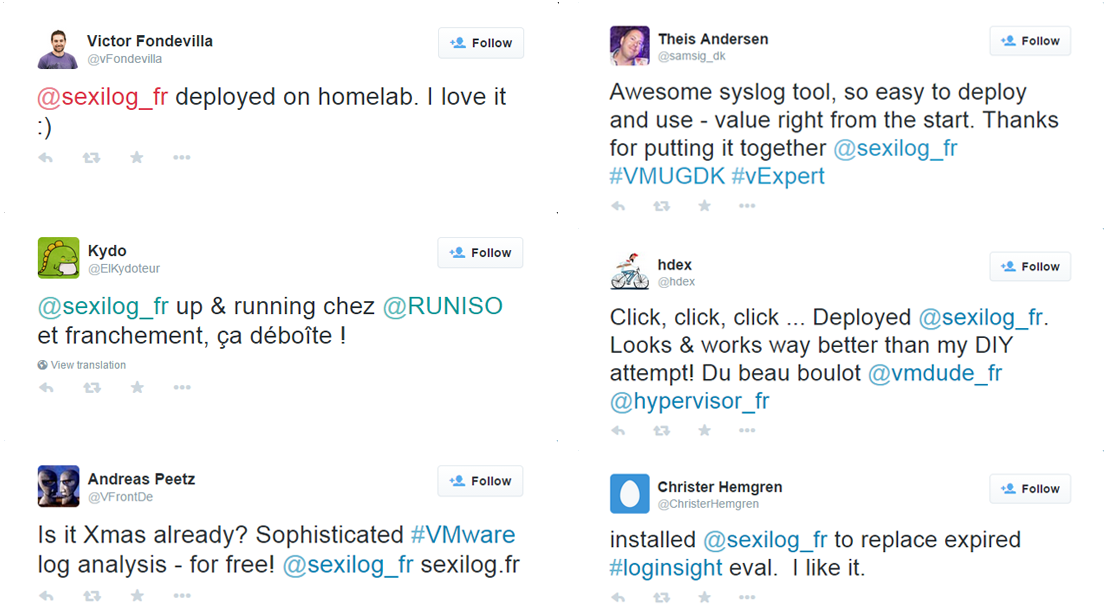 Victor Fondevilla
@vFondevilla
Follow
@sexilog_fr deployed on homelab. I love it
:)
Kydo
@ElKydoteur
Follow
@sexilog_fr up & running chez @RUNISO
et franchement, ça déboîte !
View translation
Andreas Peetz
@VFrontDe
Follow
Is it Xmas already? Sophisticated #VMware
log analysis - for free! @sexilog_fr sexilog.fr
Theis Andersen
@samsig_dk
Follow
Awesome syslog tool, so easy to deploy
and use - value right from the start. Thanks
for putting it together @sexilog_fr
#VMUGDK #vExpert
hdex
@hdex
Follow
Click, click, click ... Deployed @sexilog_fr.
Looks & works way better than my DIY
attempt! Du beau boulot @vmdude_fr
@hypervisor_fr
Christer Hemgren
@ChristerHemgren
Follow
installed @sexilog_fr to replace expired
#loginsight eval.  I like it.